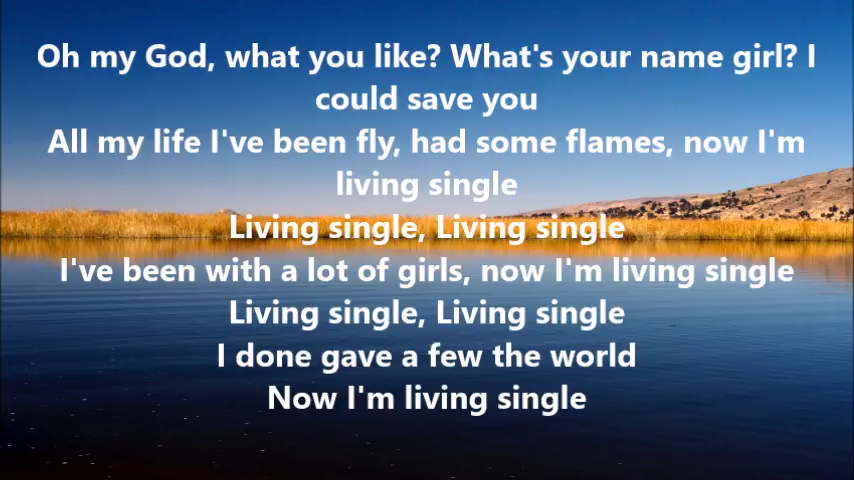 Oh my God, what you like? What's your name girl? I
could save you
All my life I've been fly, had some flames, now I'm
living single
Living single, Living single
I've been with a lot of girls, now I'm living single
Living single, Living single
I done gave a few the world
Now I'm living single